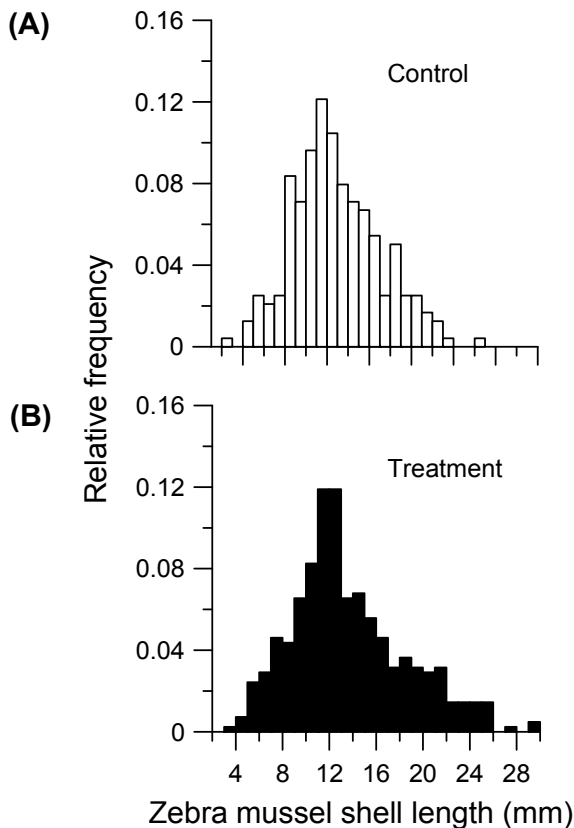 (A)
0.16
Control
0.12
0.08
0.04
0
Relative frequency
(B)
0.16
Treatment
0.12
0.08
0.04
0
4 8 12 16 20 24 28
Zebra mussel shell length (mm)